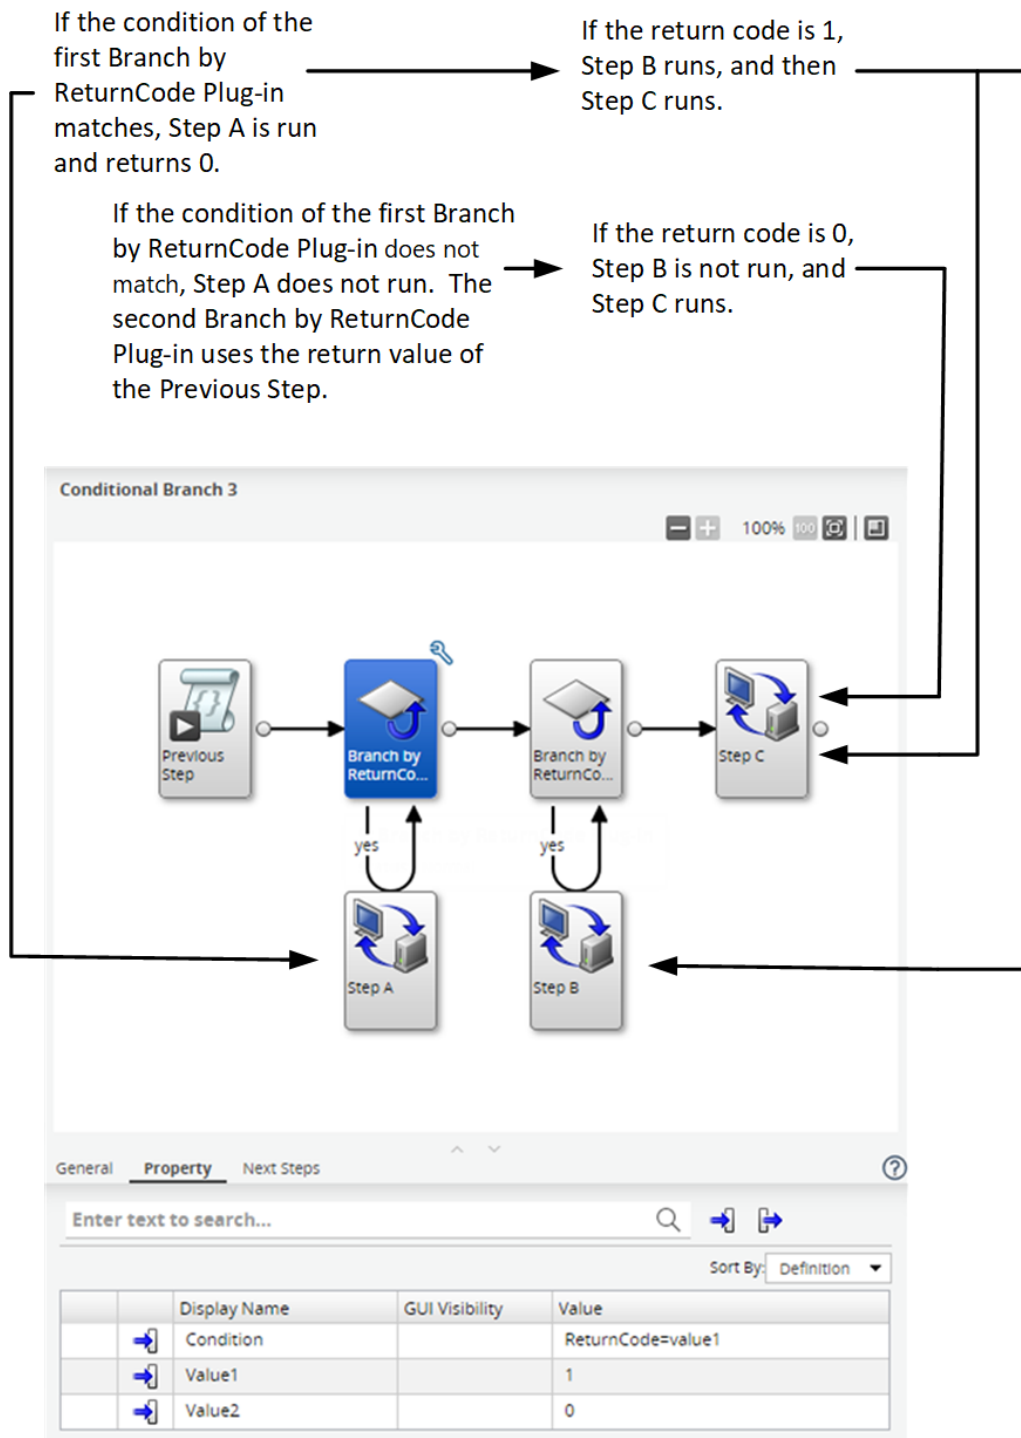 If the condition of the
first Branch by
ReturnCode Plug-in
matches, Step A is run
and returns 0.
If the return code is 1,
Step B runs, and then
Step C runs.
If the condition of the first Branch
by ReturnCode Plug-in does not
match, Step A does not run.  The
second Branch by ReturnCode
Plug-in uses the return value of
the Previous Step.
If the return code is 0,
Step B is not run, and
Step C runs.
Conditional Branch 3
100%
100
Previous
Step
Branch by
ReturnCo...
Branch by
ReturnCo...
Step C
yes
yes
Step A
Step B
General Property Next Steps
Enter text to search...
Sort By: Definition
Display Name GUI Visibility Value
Condition ReturnCode=value1
Value1 1
Value2 0